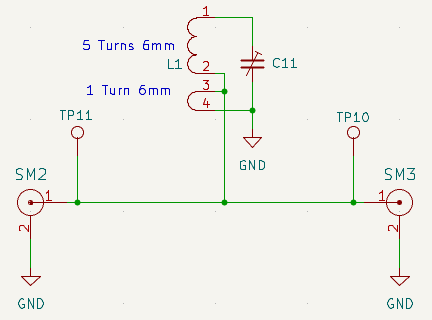 1
5 Turns 6mm
L1
2
C11
3
1 Turn 6mm
4
TP11
TP10
GND
SM2
SM3
1
1
2
2
GND
GND